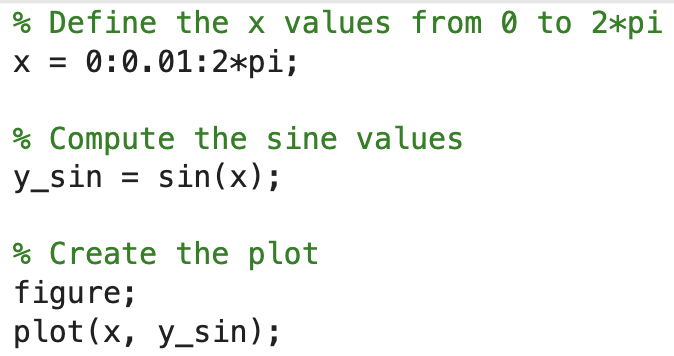 % Define the x values from 0 to 2*pi
x = 0:0.01:2*pi;
% Compute the sine values
y_sin = sin(x);
% Create the plot
figure;
plot(x, y_sin);